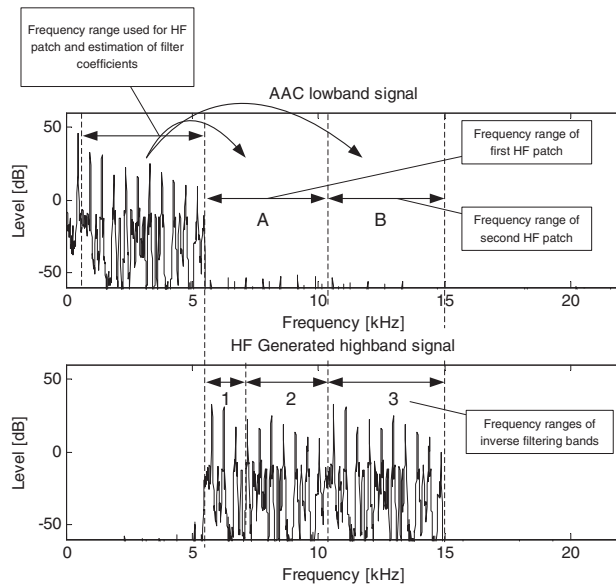 Frequency range used for HF
patch and estimation of filter
coefficients
AAC lowband signal
50
0
-50
Level [dB]
Frequency range of
first HF patch
A
B
Frequency range of
second HF patch
0
5
10
15
20
Frequency [kHz]
HF Generated highband signal
50
0
-50
Level [dB]
1
2
3
Frequency ranges of
inverse filtering bands
0
5
10
15
20
Frequency [kHz]